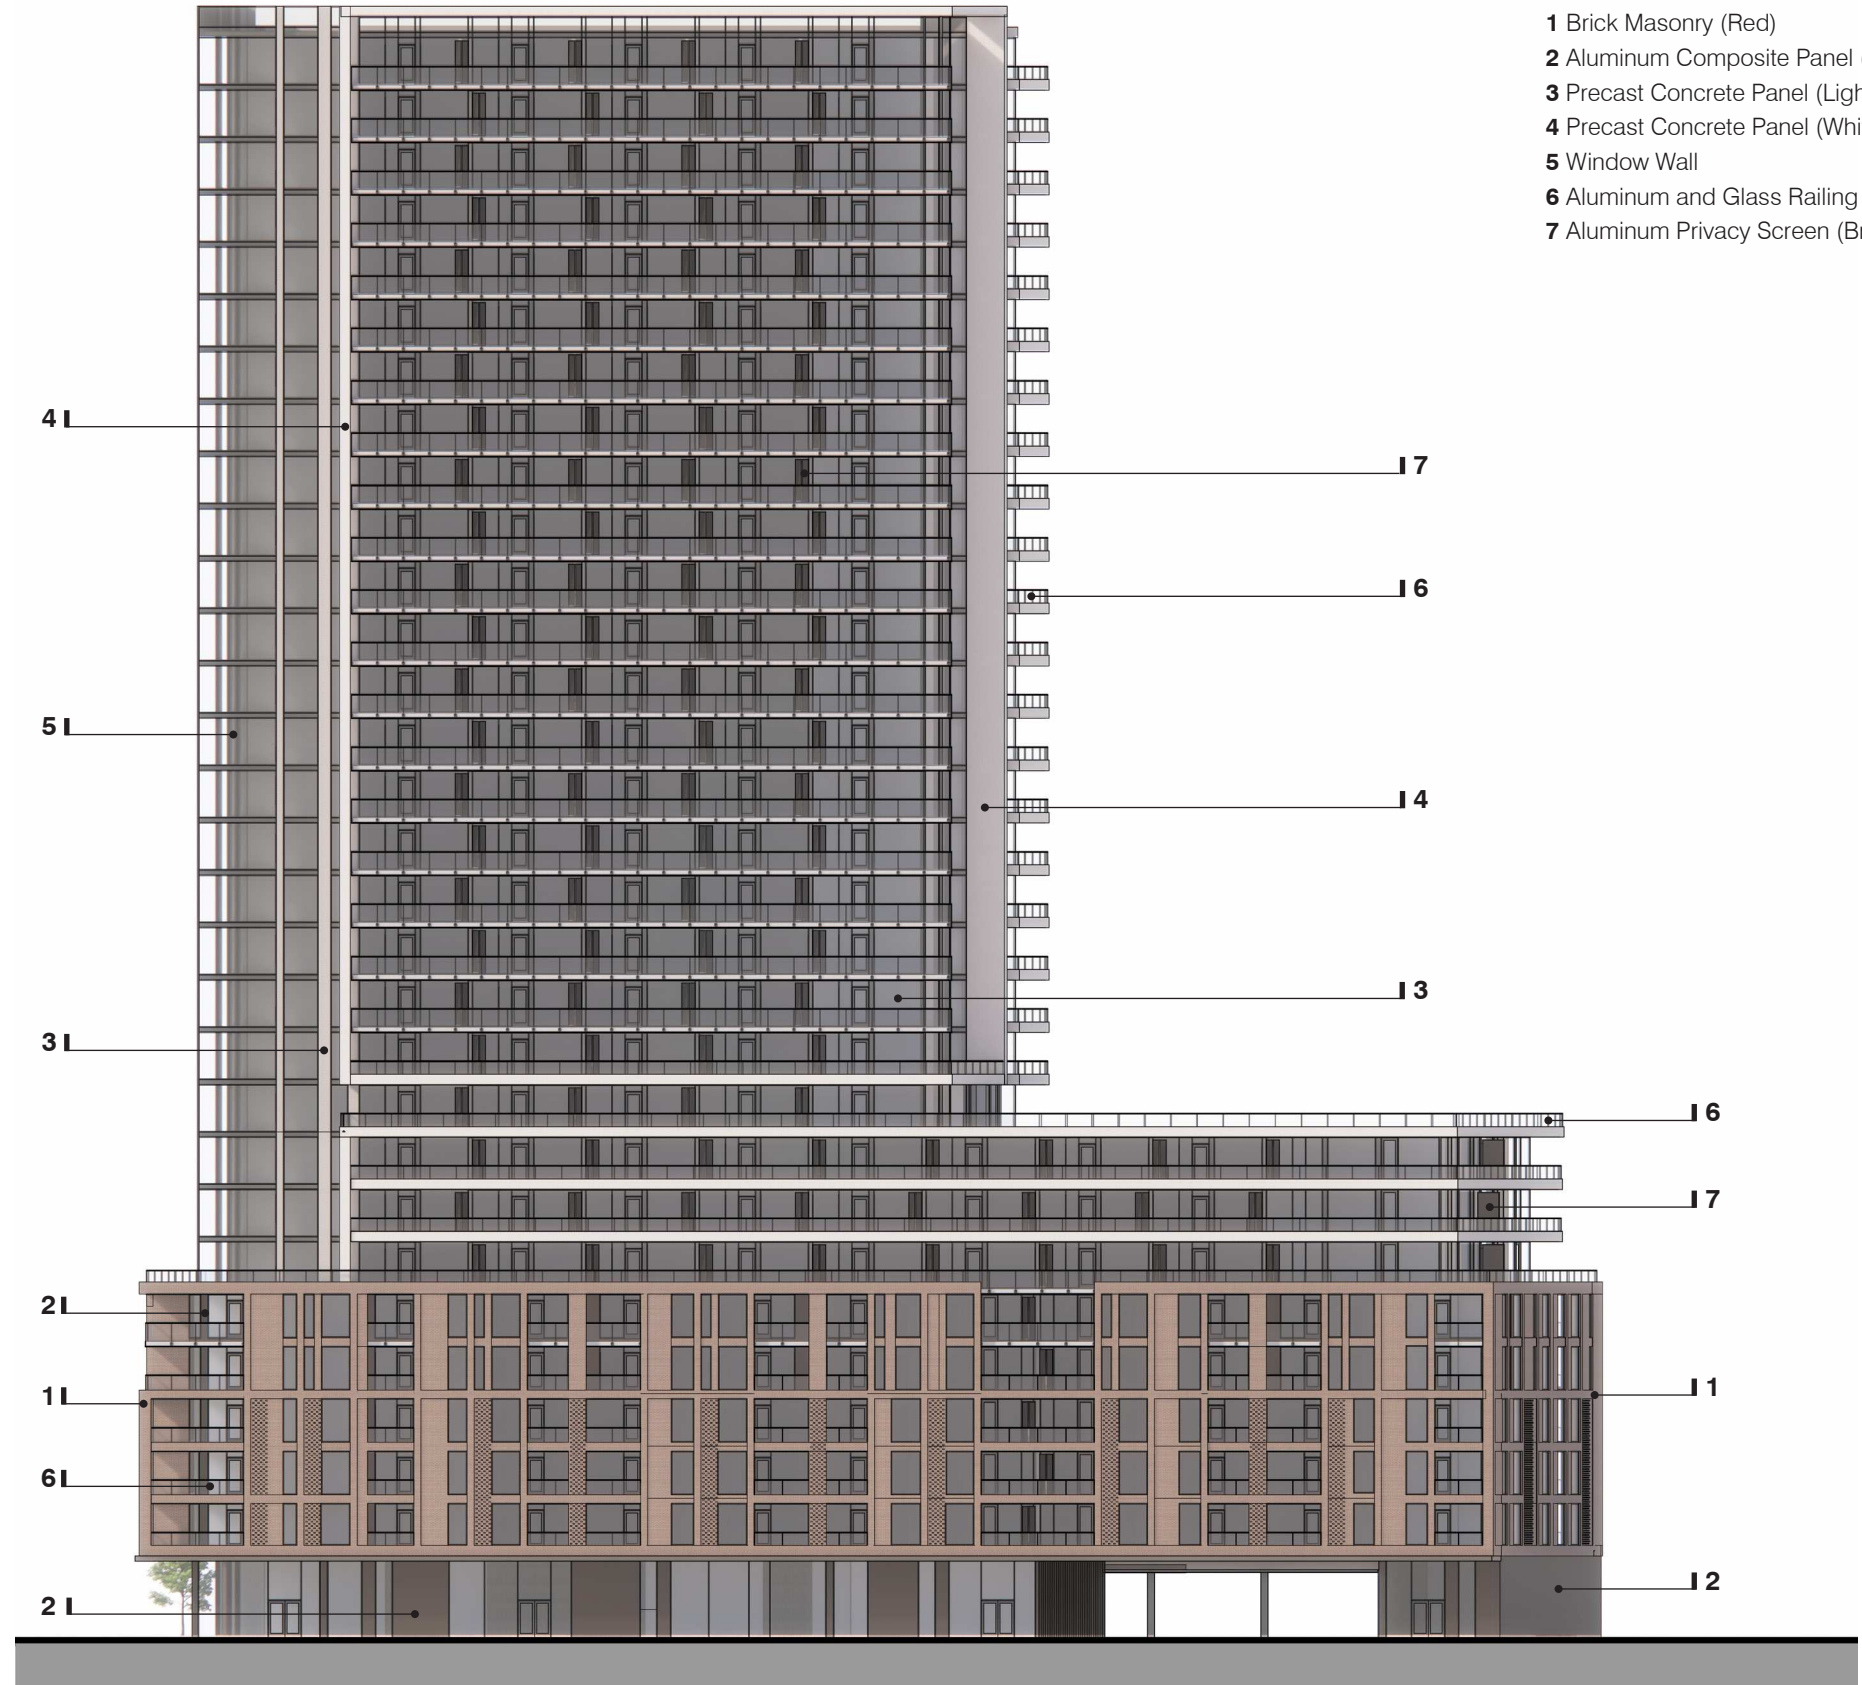 1 Brick Masonry (Red)
2 Aluminum Composite Panel
3 Precast Concrete Panel
4 Precast Concrete Panel
5 Window Wall
6 Aluminum and Glass Railing
7 Aluminum Privacy Screen
4
7
6
5
4
3
3
6
7
2
1
1
6
2
2